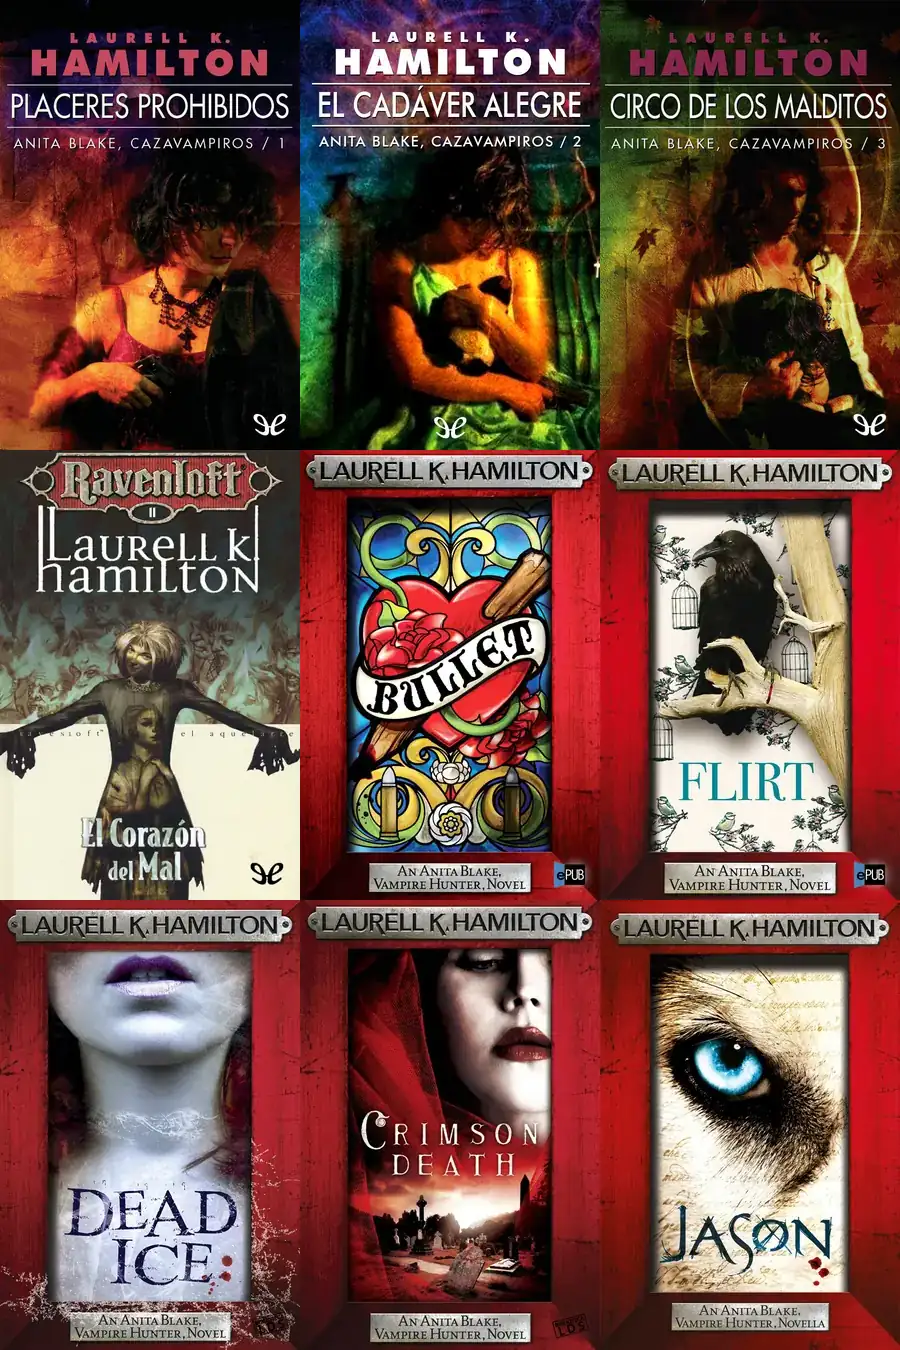 LAURELL K.
HAMILTON
PLACERES PROHIBIDOS
ANITA BLAKE, CAZAVAMPIROS / 1
LAURELL K.
HAMILTON
EL CADÁVER ALEGRE
ANITA BLAKE, CAZAVAMPIROS / 2
LAURELL K.
HAMILTON
CIRCO DE LOS MALDITOS
ANITA BLAKE, CAZAVAMPIROS / 3
Ravenloft
II
LAURELL K.
HAMILTON
El Corazón
del Mal
LAURELL K. HAMILTON
BULLET
AN ANITA BLAKE,
VAMPIRE HUNTER, NOVEL
ePUB
LAURELL K. HAMILTON
FLIRT
AN ANITA BLAKE,
VAMPIRE HUNTER, NOVEL
ePUB
LAURELL K. HAMILTON
DEAD
ICE
AN ANITA BLAKE,
VAMPIRE HUNTER, NOVEL
LAURELL K. HAMILTON
CRIMSON
DEATH
AN ANITA BLAKE,
VAMPIRE HUNTER, NOVEL
LAURELL K. HAMILTON
JASON
AN ANITA BLAKE,
VAMPIRE HUNTER, NOVELLA